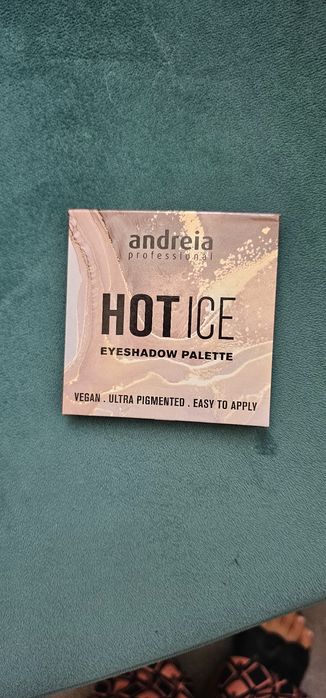 andreia
professional
HOT ICE
EYESHADOW PALETTE
VEGAN . ULTRA PIGMENTED . EASY TO APPLY